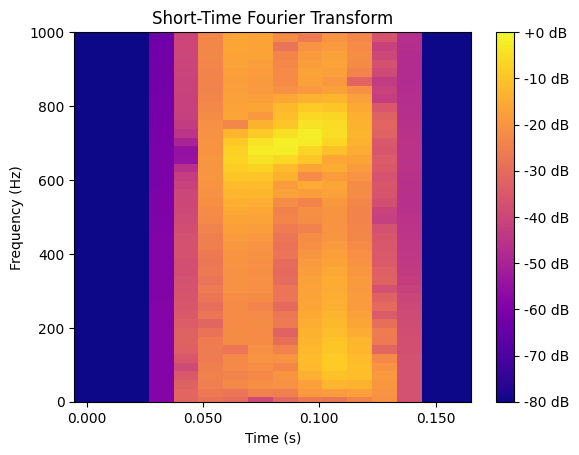 Short-Time Fourier Transform
1000
800
600
400
200
0
Frequency (Hz)
0.000
0.050
0.100
0.150
Time (s)
+0 dB
-10 dB
-20 dB
-30 dB
-40 dB
-50 dB
-60 dB
-70 dB
-80 dB